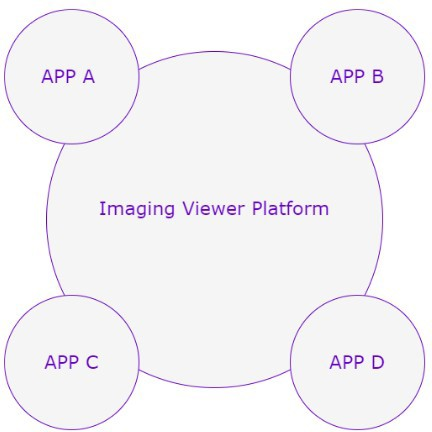 APP A
APP B
Imaging Viewer Platform
APP C
APP D